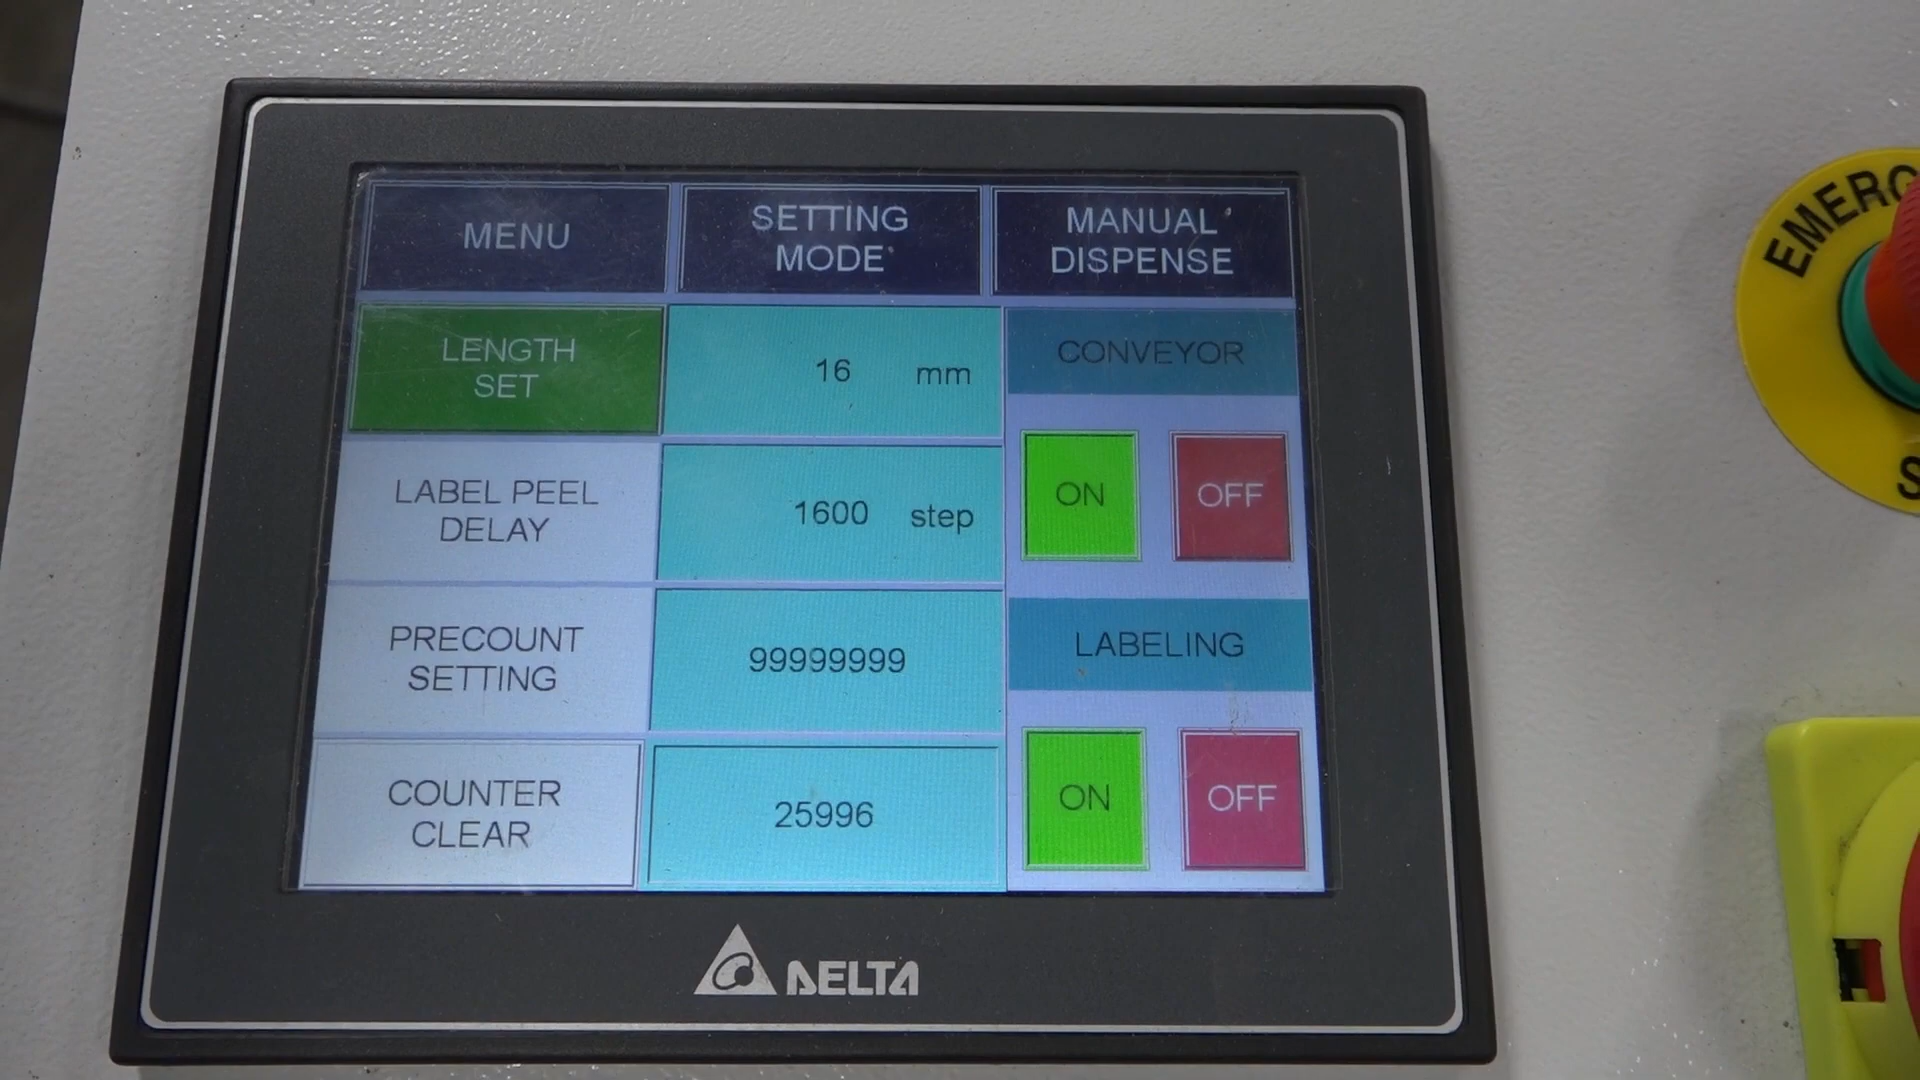 MENU
SETTING
MODE
MANUAL
DISPENSE
LENGTH
SET
16 mm
CONVEYOR
ON OFF
LABEL PEEL
DELAY
1600 step
PRECOUNT
SETTING
99999999
LABELING
ON OFF
COUNTER
CLEAR
25996
DELTA